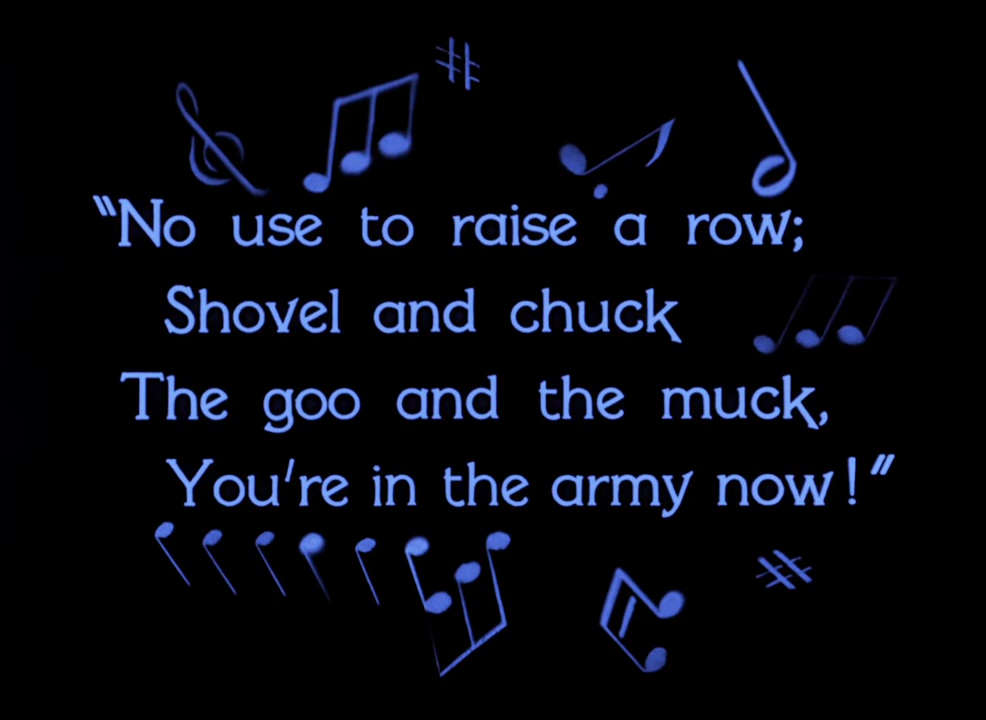 "No use to raise a row;
Shovel and chuck
The goo and the muck,
You're in the army now!"